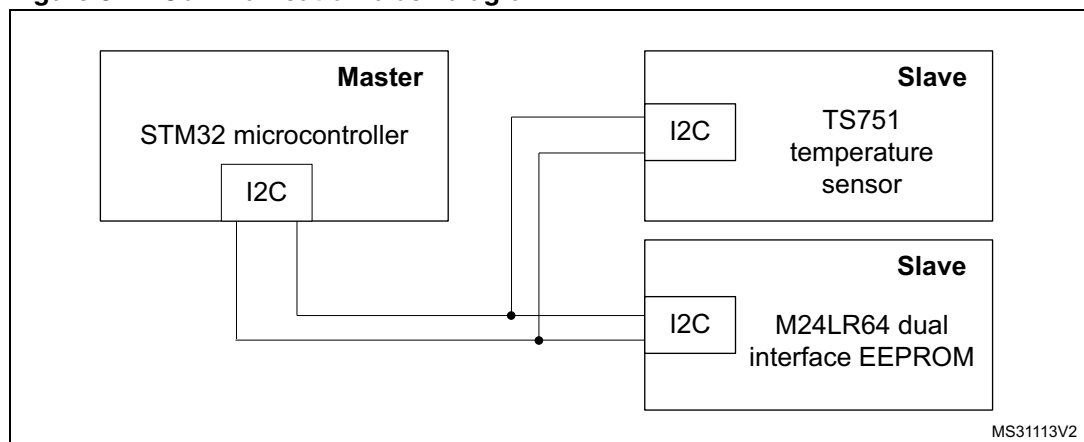 Master
STM32 microcontroller
I2C
Slave
I2C
TS751
temperature
sensor
Slave
I2C
M24LR64 dual
interface EEPROM
MS31113V2